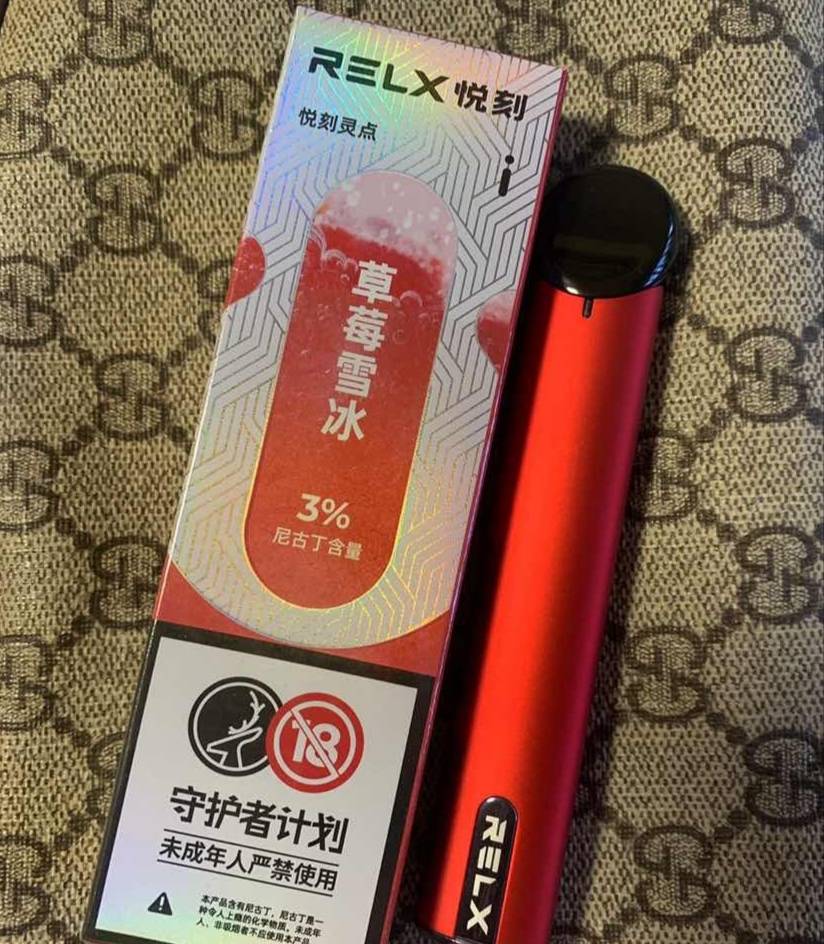 RELX 悦刻
悦刻灵点
i
草莓雪冰
3%
尼古丁含量
18
守护者计划
未成年人严禁使用
本产品含有尼古丁，尼古丁是一
种令人上瘾的化学物质，未成年
人、非吸烟者不应使用本产品
RELX